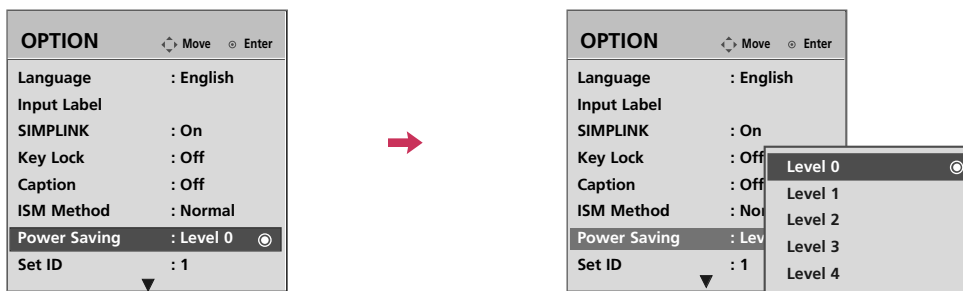 OPTION Move Enter
Language : English
Input Label
SIMPLINK : On
Key Lock : Off
Caption : Off
ISM Method : Normal
Power Saving : Level 0
Set ID : 1
OPTION Move Enter
Language : English
Input Label
SIMPLINK : On
Key Lock : Off
Caption : Off
ISM Method : Nor
Power Saving : Lev
Set ID : 1
Level 0
Level 1
Level 2
Level 3
Level 4